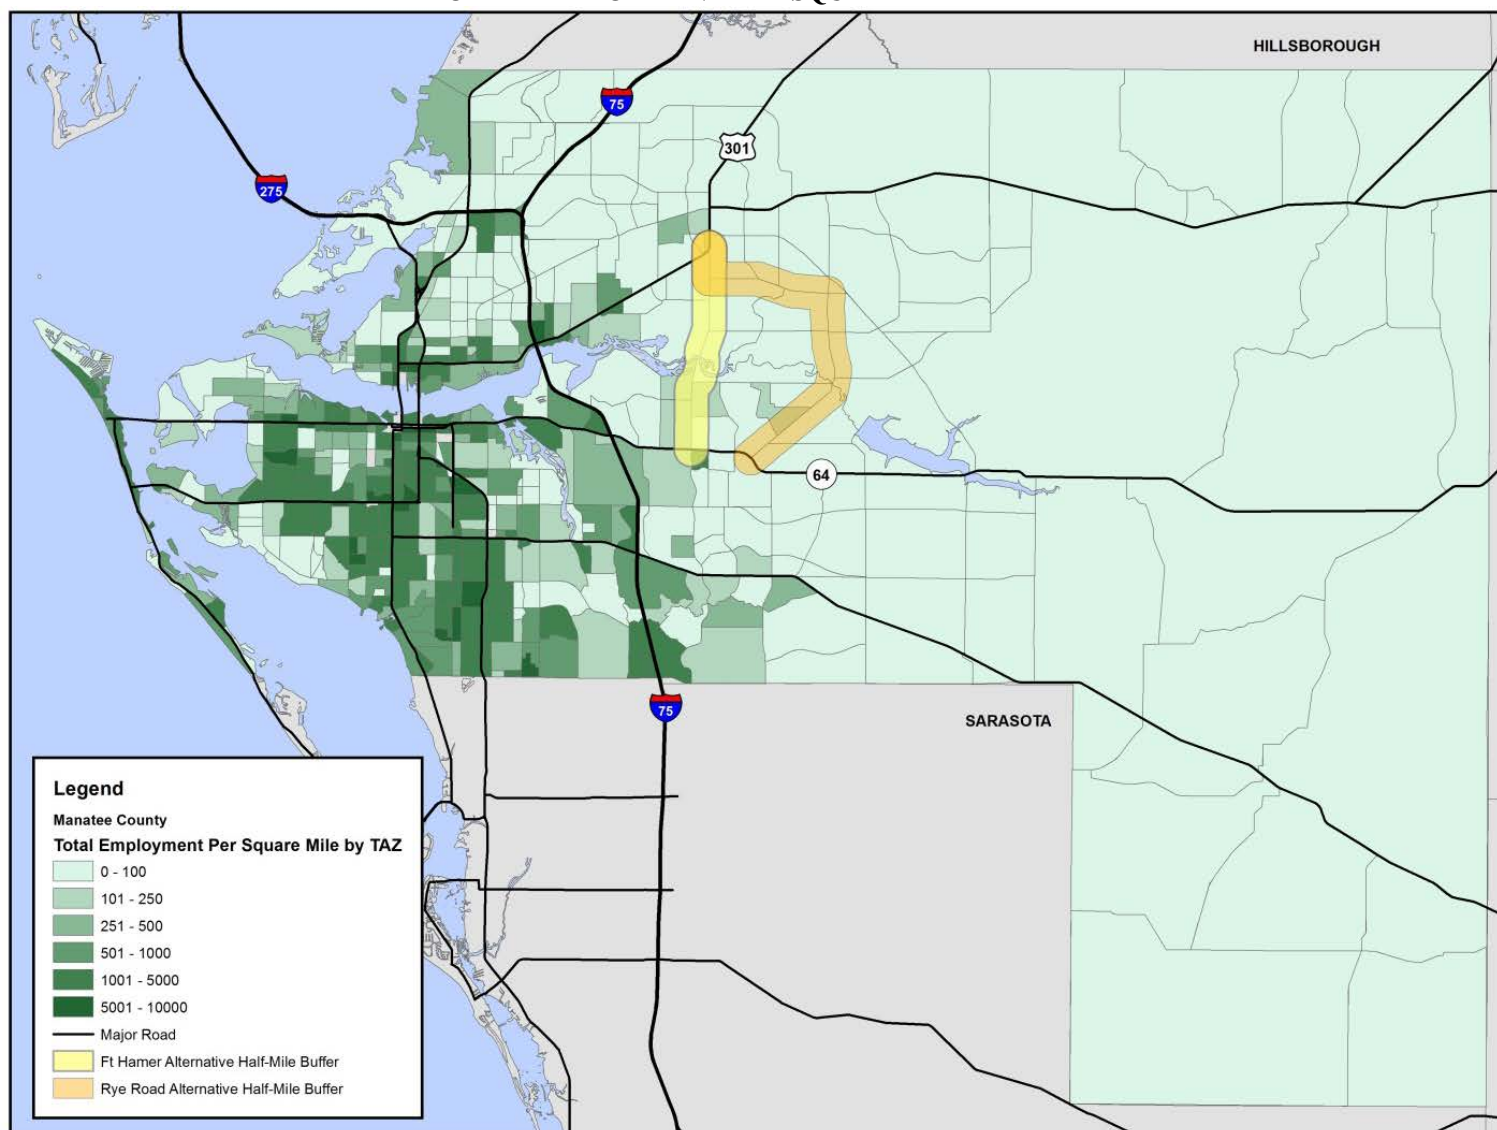 HILLSBOROUGH
75
301
275
64
75
SARASOTA
Legend
Manatee County
Total Employment Per Square Mile by TAZ
0 - 100
101 - 250
251 - 500
501 - 1000
1001 - 5000
5001 - 10000
Major Road
Ft Hamer Alternative Half-Mile Buffer
Rye Road Alternative Half-Mile Buffer